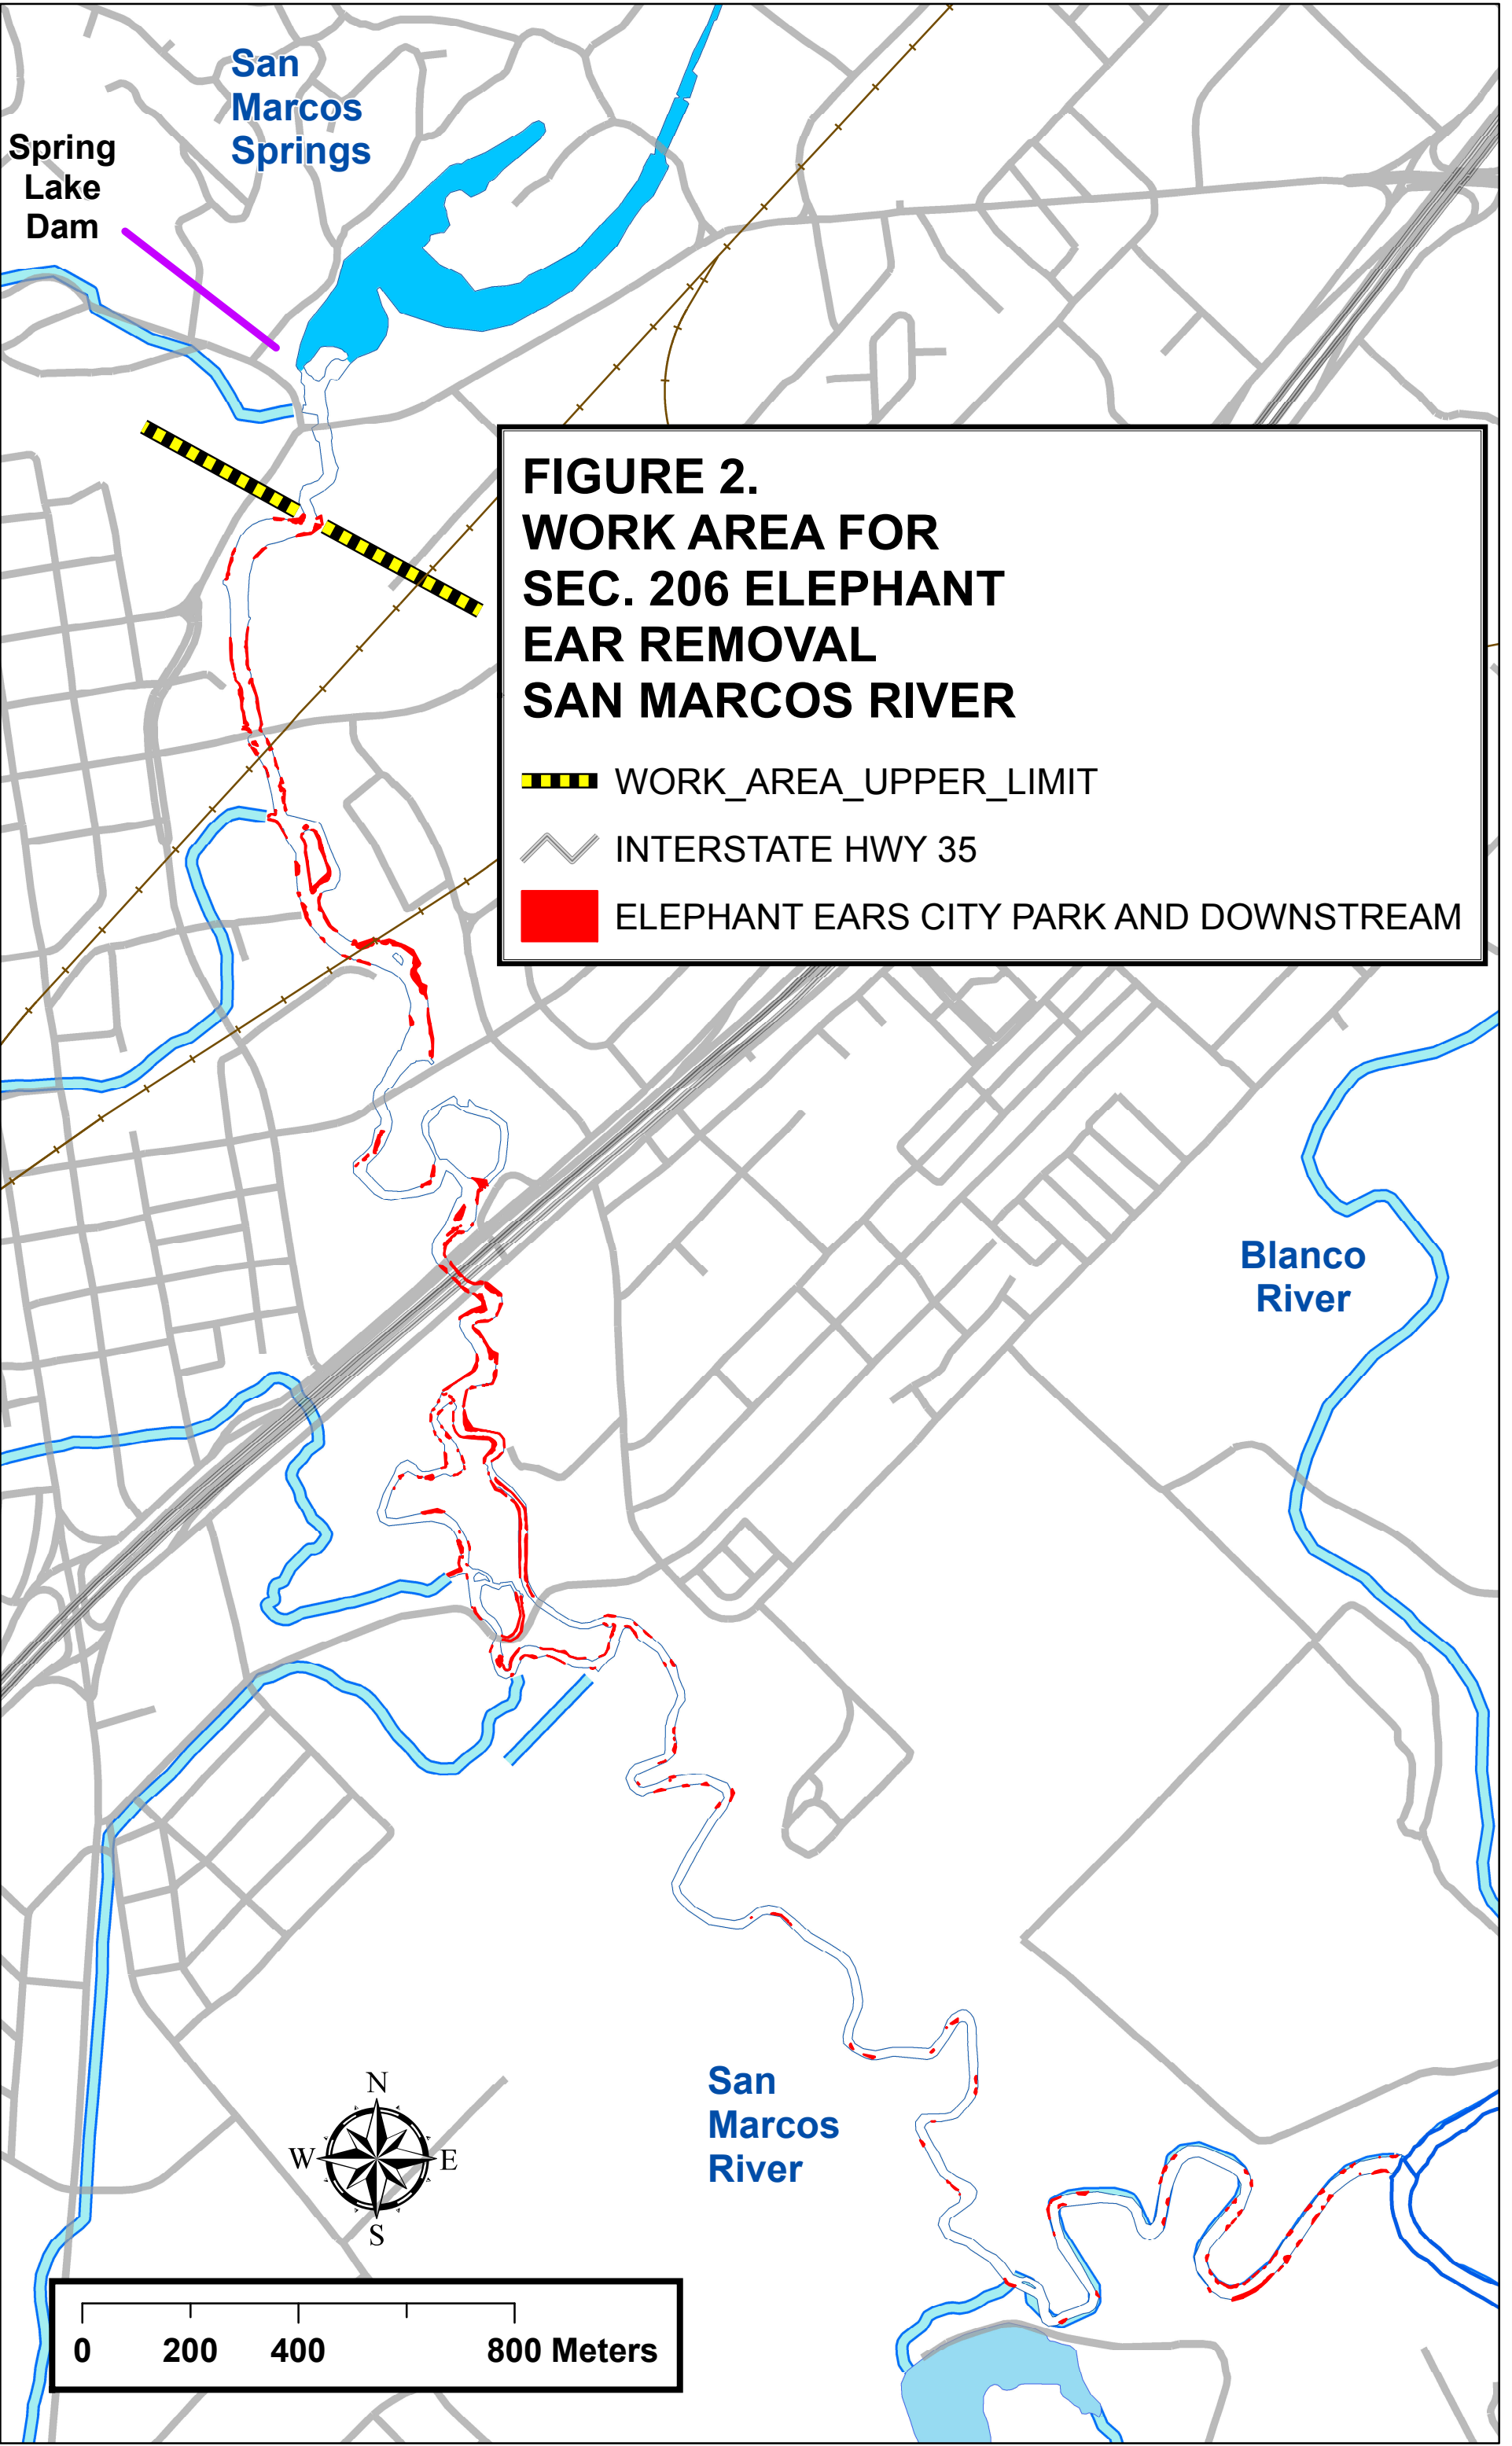 San
Marcos
Springs
Spring
Lake
Dam
FIGURE 2.
WORK AREA FOR
SEC. 206 ELEPHANT
EAR REMOVAL
SAN MARCOS RIVER
WORK_AREA_UPPER_LIMIT
INTERSTATE HWY 35
ELEPHANT EARS CITY PARK AND DOWNSTREAM
Blanco
River
San
Marcos
River
N
W E
S
0 200 400 800 Meters